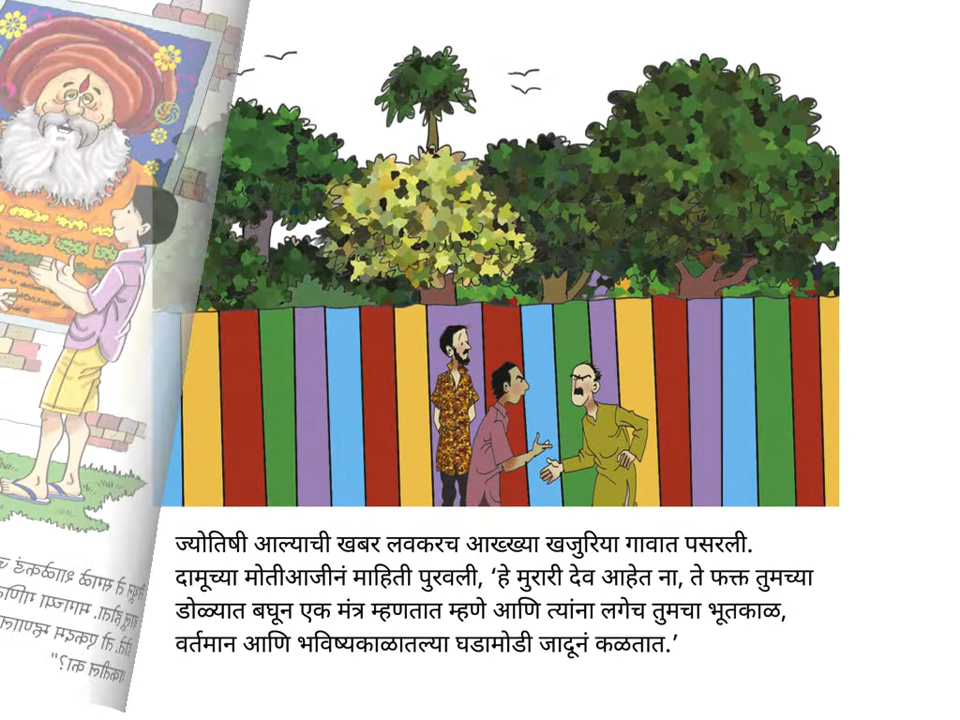 ज्योतिषी आल्याची खबर लवकरच आख्ख्या खजुरिया गावात पसरली.
दामूच्या मोतीआजीनं माहिती पुरवली, ‘हे मुरारी देव आहेत ना, ते फक्त तुमच्या
डोळ्यात बघून एक मंत्र म्हणतात म्हणे आणि त्यांना लगेच तुमचा भूतकाळ,
वर्तमान आणि भविष्यकाळातल्या घडामोडी जादूनं कळतात.’